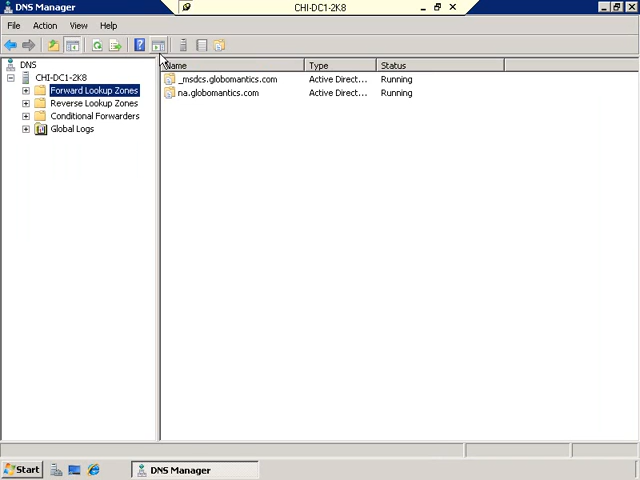 DNS Manager
CHI-DC1-2K8
File Action View Help
DNS
CHI-DC1-2K8
Forward Lookup Zones
Reverse Lookup Zones
Conditional Forwarders
Global Logs
Name Type Status
_msdcs.globomantics.com Active Direct... Running
na.globomantics.com Active Direct... Running
Start
DNS Manager